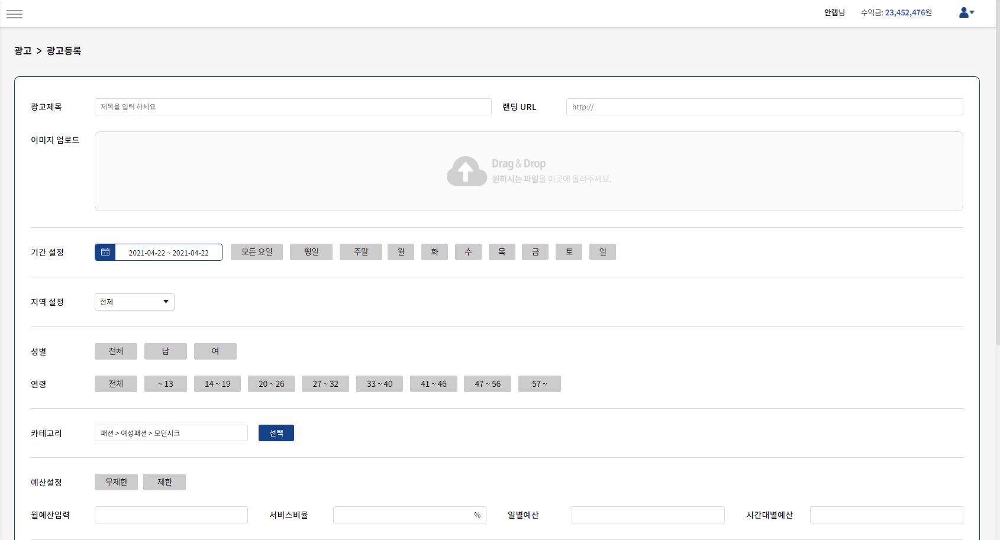 안랩님 수익금: 23,452,476원
광고 > 광고등록
광고제목 제목을 입력 하세요 랜딩 URL http://
이미지 업로드
Drag & Drop
원하시는 파일을 이곳에 올려주세요.
기간 설정 2021-04-22 ~ 2021-04-22 모든 요일 평일 주말 월 화 수 목 금 토 일
지역 설정 전체
성별 전체 남 여
연령 전체 ~ 13 14 ~ 19 20 ~ 26 27 ~ 32 33 ~ 40 41 ~ 46 47 ~ 56 57 ~
카테고리 패션 > 여성패션 > 모던시크 선택
예산설정 무제한 제한
월예산입력 서비스비율 % 일별예산 시간대별예산